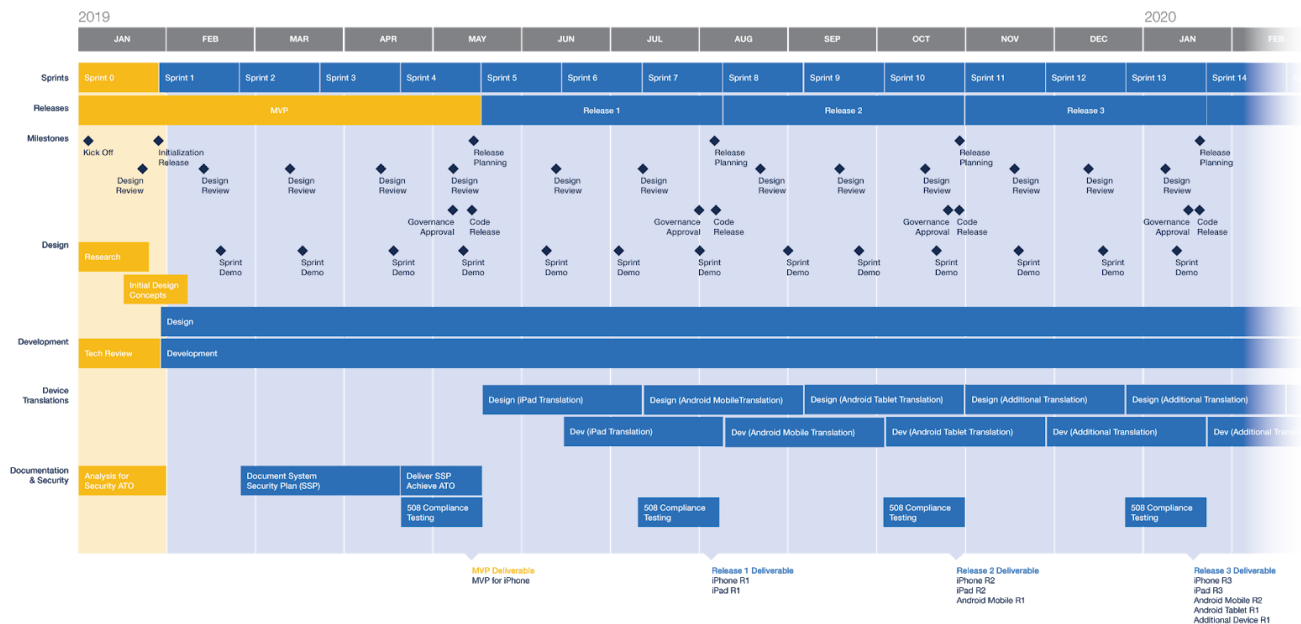 2019
2020
JAN FEB MAR APR MAY JUN JUL AUG SEP OCT NOV DEC JAN FEB
Sprints
Sprint 0 Sprint 1 Sprint 2 Sprint 3 Sprint 4 Sprint 5 Sprint 6 Sprint 7 Sprint 8 Sprint 9 Sprint 10 Sprint 11 Sprint 12 Sprint 13 Sprint 14
Releases
MVP Release 1 Release 2 Release 3
Milestones
Kick Off
Initialization
Release
Release
Planning
Release
Planning
Release
Planning
Release
Planning
Design
Review
Design
Review
Design
Review
Design
Review
Design
Review
Design
Review
Design
Review
Design
Review
Design
Review
Design
Review
Design
Review
Design
Review
Design
Review
Governance
Approval
Code
Release
Governance
Approval
Code
Release
Governance
Approval
Code
Release
Governance
Approval
Code
Release
Design
Research
Sprint
Demo
Sprint
Demo
Sprint
Demo
Sprint
Demo
Sprint
Demo
Sprint
Demo
Sprint
Demo
Sprint
Demo
Sprint
Demo
Sprint
Demo
Sprint
Demo
Sprint
Demo
Sprint
Demo
Initial Design
Concepts
Design
Development
Tech Review
Development
Device
Translations
Design (iPad Translation)
Design (Android MobileTranslation)
Design (Android Tablet Translation)
Design (Additional Translation)
Design (Additional Translation)
Dev (iPad Translation)
Dev (Android Mobile Translation)
Dev (Android Tablet Translation)
Dev (Additional Translation)
Dev (Additional
Documentation
& Security
Analysis for
Security ATO
Document System
Security Plan (SSP)
Deliver SSP
Achieve ATO
508 Compliance
Testing
508 Compliance
Testing
508 Compliance
Testing
508 Compliance
Testing
MVP Deliverable
MVP for iPhone
Release 1 Deliverable
iPhone R1
iPad R1
Release 2 Deliverable
iPhone R2
iPad R2
Android Mobile R1
Release 3 Deliverable
iPhone R3
iPad R3
Android Mobile R2
Android Tablet R1
Additional Device R1